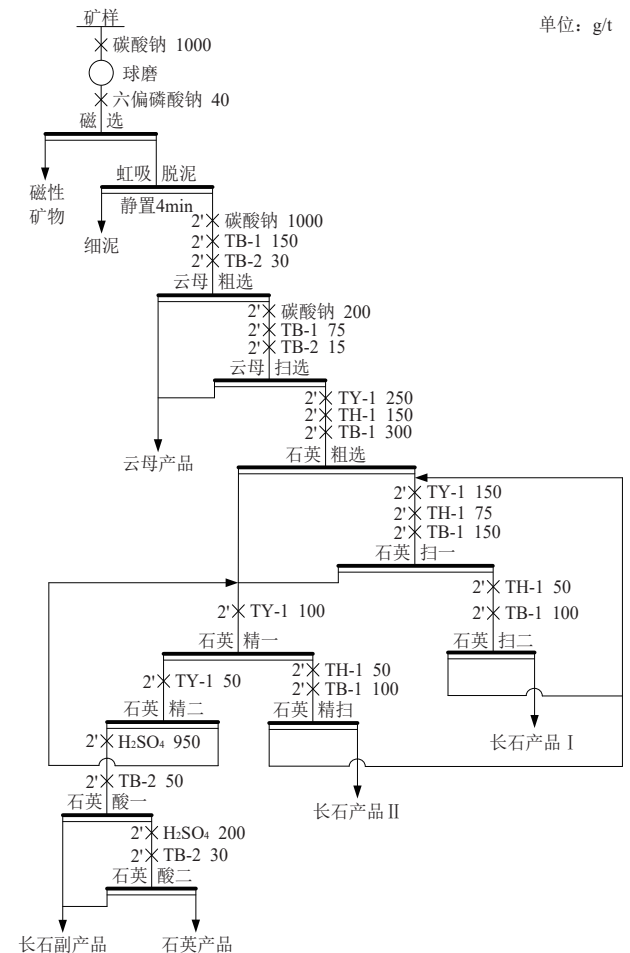 矿样
单位：g/t
碳酸钠 1000
球磨
六偏磷酸钠 40
磁 选
磁性
矿物
虹吸 脱泥
静置4min
细泥
2' 碳酸钠 1000
2' TB-1 150
2' TB-2 30
云母 粗选
2' 碳酸钠 200
2' TB-1 75
2' TB-2 15
云母 扫选
云母产品
2' TY-1 250
2' TH-1 150
2' TB-1 300
石英 粗选
2' TY-1 150
2' TH-1 75
2' TB-1 150
石英 扫一
2' TH-1 50
2' TB-1 100
石英 扫二
长石产品Ⅰ
2' TY-1 100
石英 精一
2' TH-1 50
2' TB-1 100
石英 精扫
长石产品Ⅱ
2' TY-1 50
石英 精二
2' H₂SO₄ 950
2' TB-2 50
石英 酸一
2' H₂SO₄ 200
2' TB-2 30
石英 酸二
长石副产品
石英产品